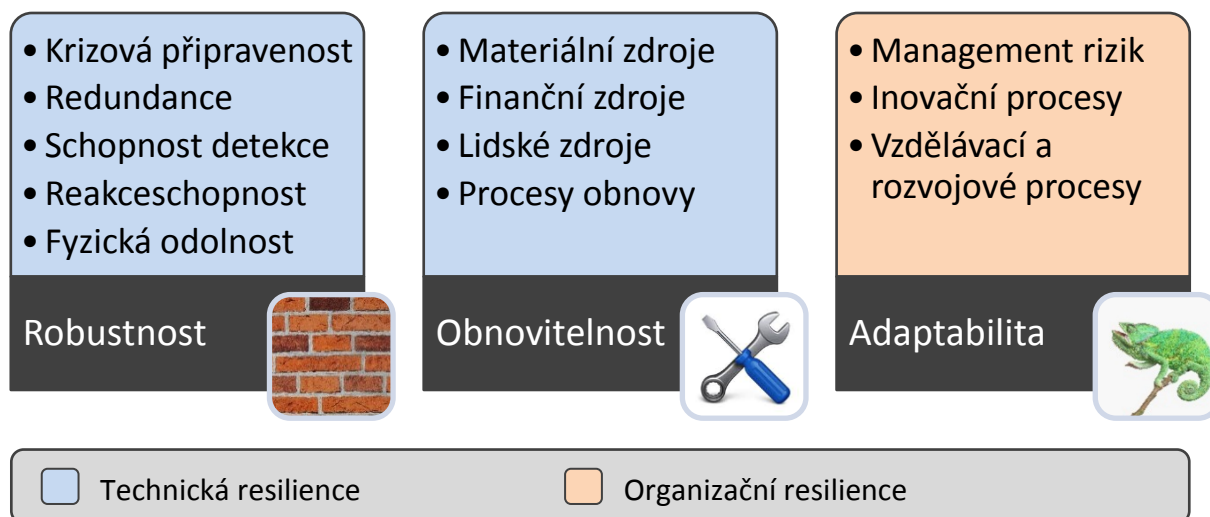 • Krizová připravenost
• Redundance
• Schopnost detekce
• Reakceschopnost
• Fyzická odolnost
Robustnost
• Materiální zdroje
• Finanční zdroje
• Lidské zdroje
• Procesy obnovy
Obnovitelnost
• Management rizik
• Inovační procesy
• Vzdělávací a
rozvojové procesy
Adaptabilita
Technická resilience
Organizační resilience